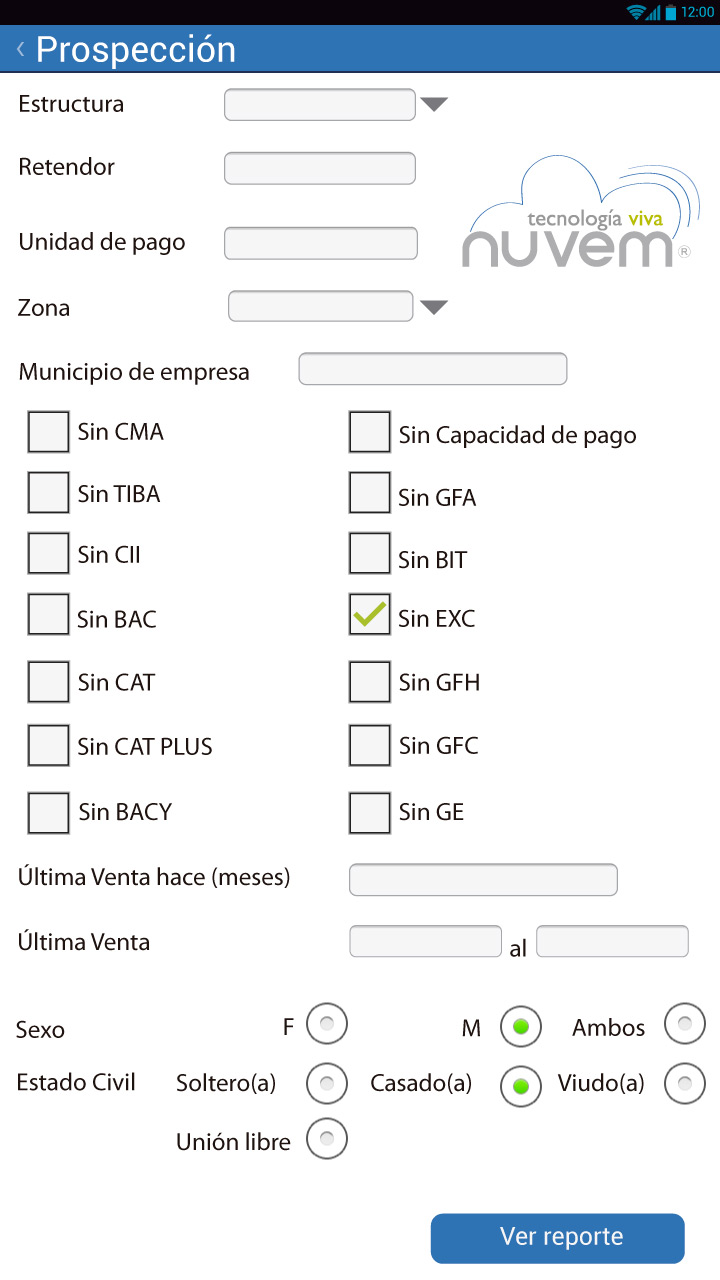 12:00
Prospección
Estructura
Retendor
tecnología viva
nuvem®
Unidad de pago
Zona
Municipio de empresa
Sin CMA Sin Capacidad de pago
Sin TIBA Sin GFA
Sin CII Sin BIT
Sin BAC Sin EXC
Sin CAT Sin GFH
Sin CAT PLUS Sin GFC
Sin BACY Sin GE
Última Venta hace (meses)
Última Venta al
Sexo F M Ambos
Estado Civil Soltero(a) Casado(a) Viudo(a)
Unión libre
Ver reporte